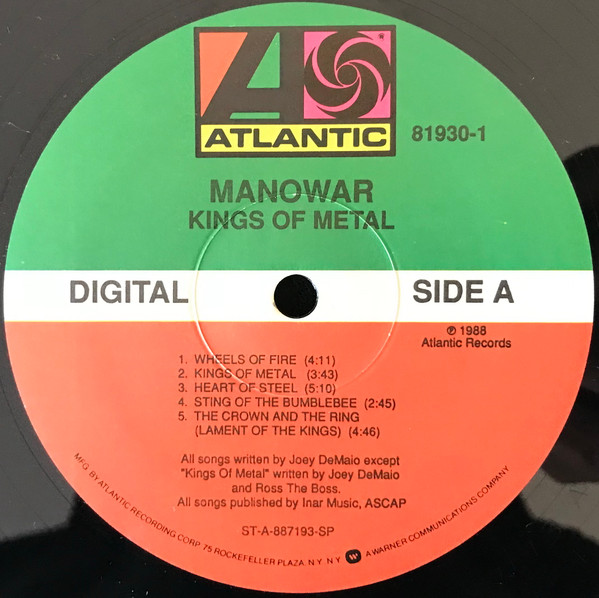 ATLANTIC
81930-1
MANOWAR
KINGS OF METAL
DIGITAL
SIDE A
℗ 1988
Atlantic Records
1. WHEELS OF FIRE (4:11)
2. KINGS OF METAL (3:43)
3. HEART OF STEEL (5:10)
4. STING OF THE BUMBLEBEE (2:45)
5. THE CROWN AND THE RING
(LAMENT OF THE KINGS) (4:46)
All songs written by Joey DeMaio except
"Kings Of Metal" written by Joey DeMaio
and Ross The Boss.
All songs published by Inar Music, ASCAP
ST-A-887193-SP
MFG. BY ATLANTIC RECORDING CORP. 75 ROCKEFELLER PLAZA. N.Y. N.Y. A WARNER COMMUNICATIONS COMPANY